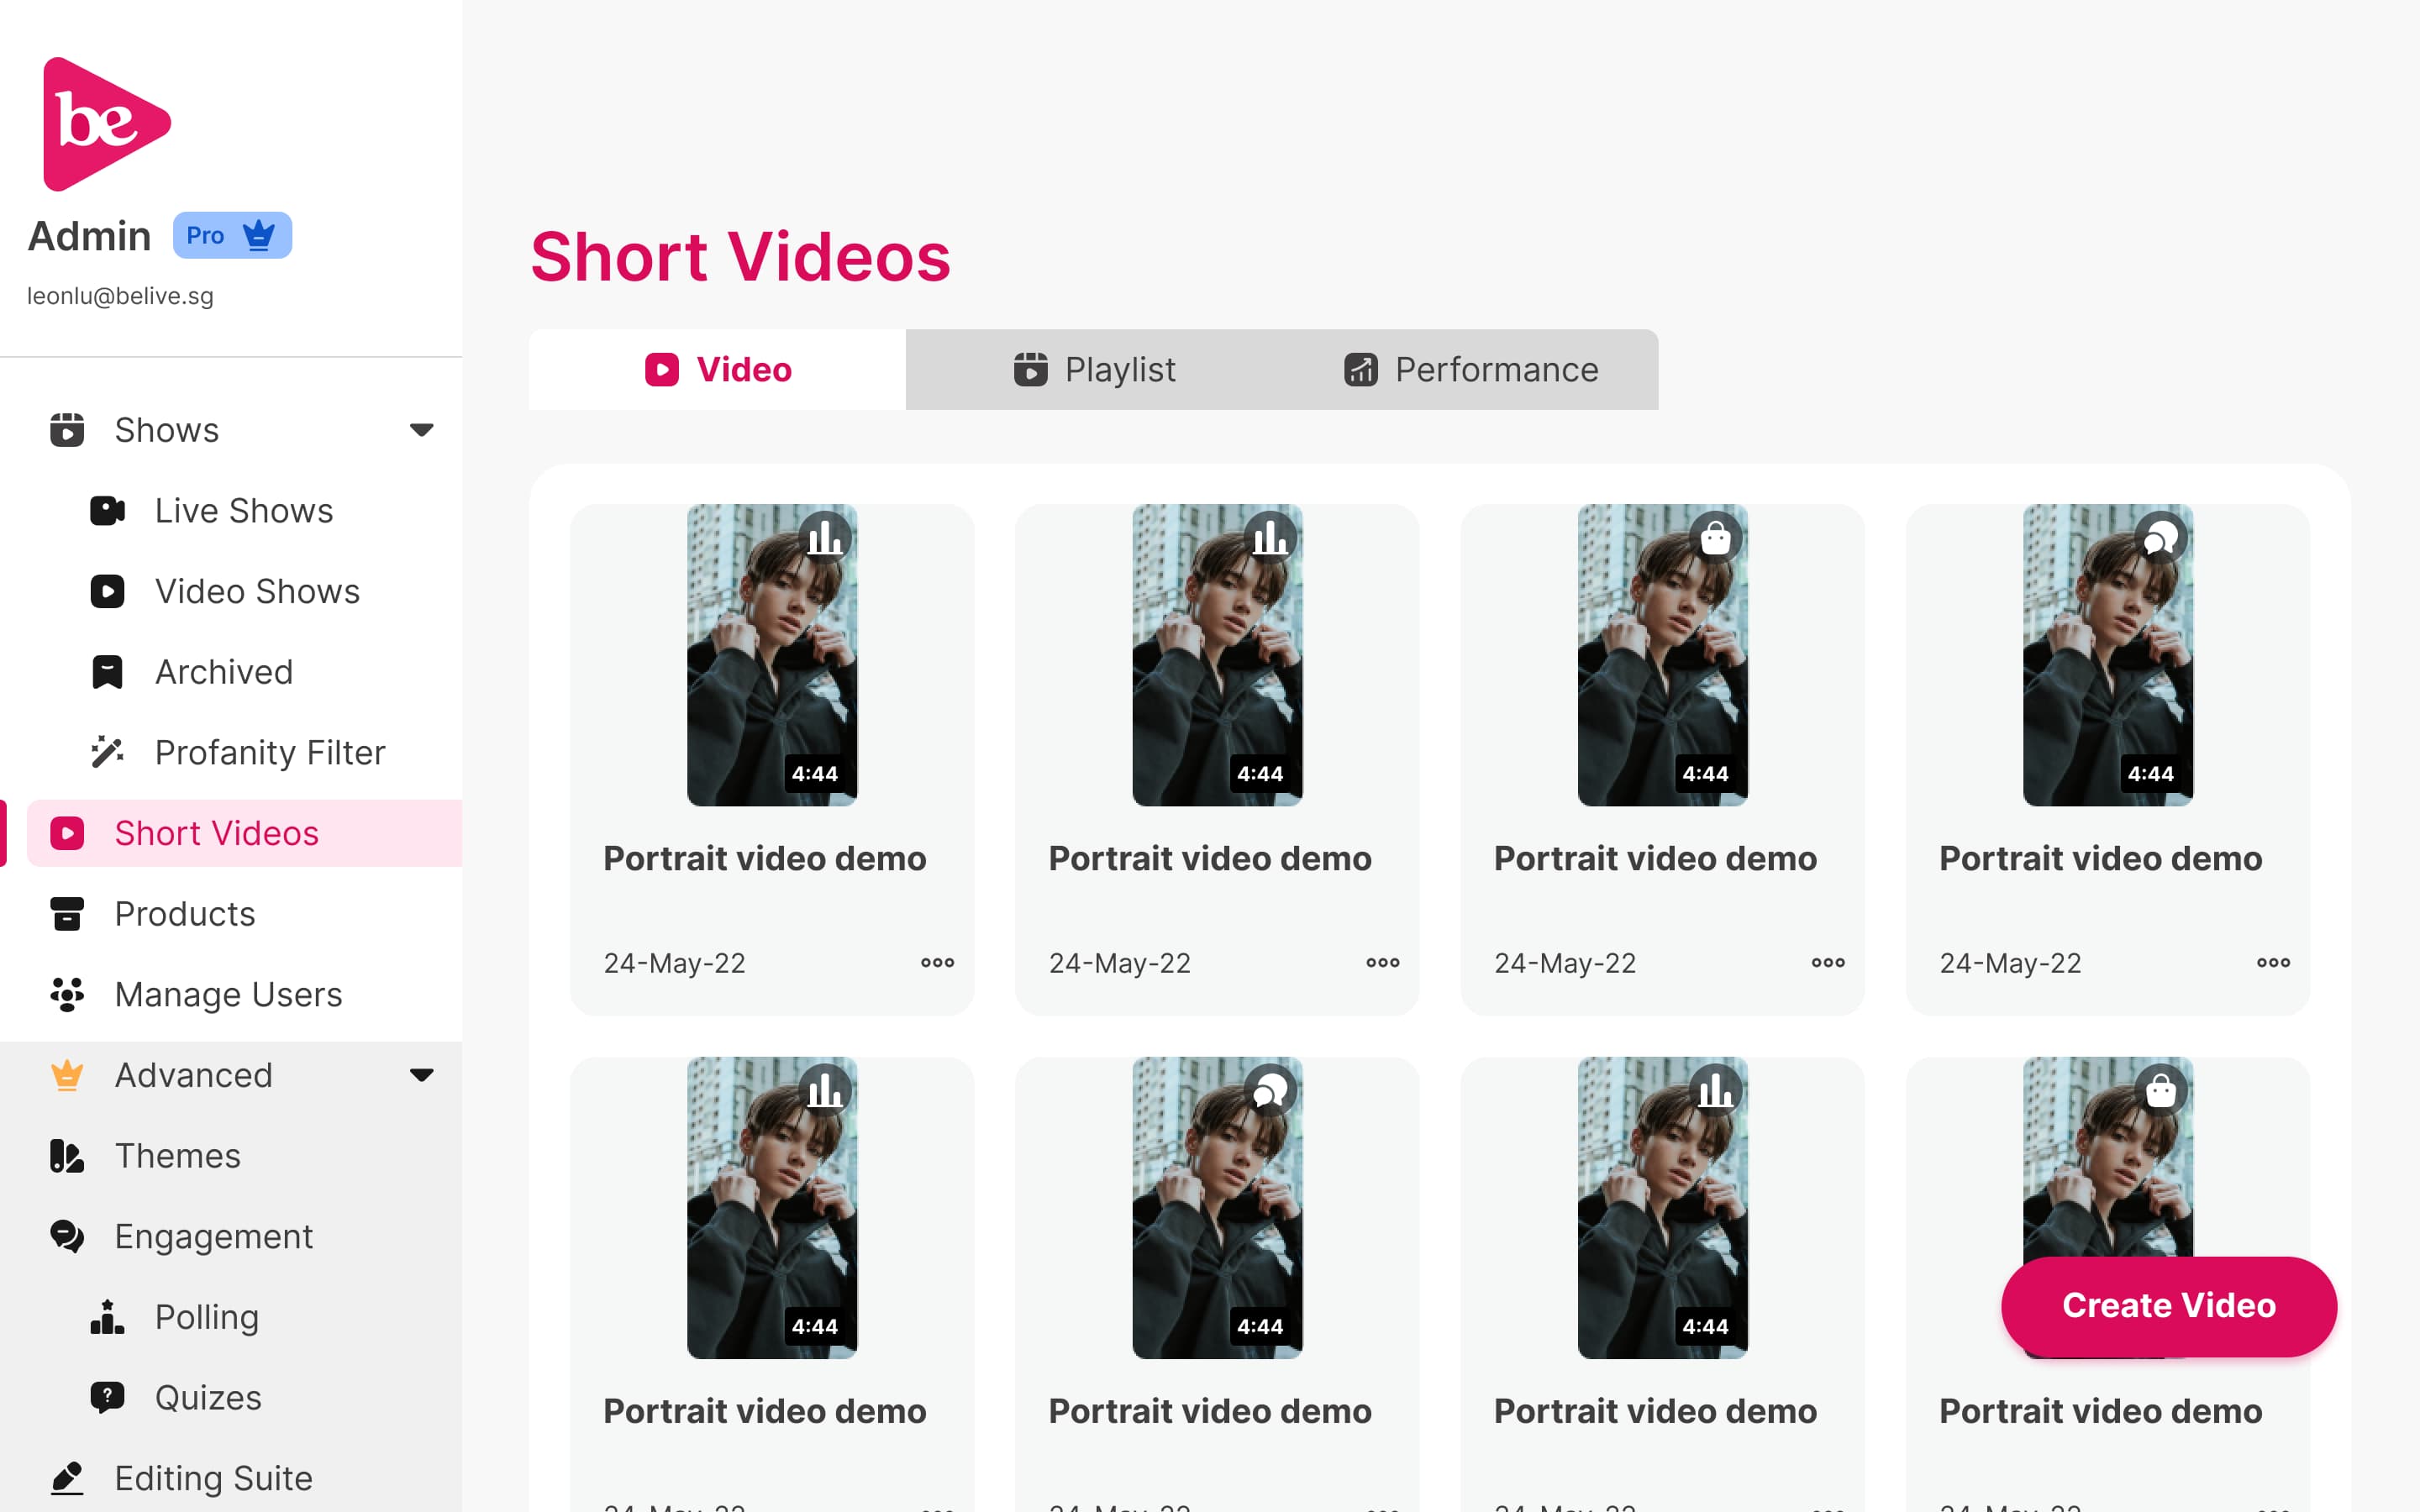 be
Admin Pro
leonlu@belive.sg
Shows
Live Shows
Video Shows
Archived
Profanity Filter
Short Videos
Products
Manage Users
Advanced
Themes
Engagement
Polling
? Quizes
Editing Suite
Short Videos
Video Playlist Performance
4:44 4:44 4:44 4:44
Portrait video demo Portrait video demo Portrait video demo Portrait video demo
24-May-22 24-May-22 24-May-22 24-May-22
4:44 4:44 4:44
Create Video
Portrait video demo Portrait video demo Portrait video demo Portrait video demo